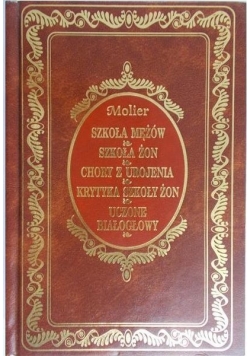 Molier
SZKOŁA MĘŻÓW
SZKOŁA ŻON
CHORY Z UROJENIA
KRYTYKA SZKOŁY ŻON
UCZONE
BIAŁOGŁOWY